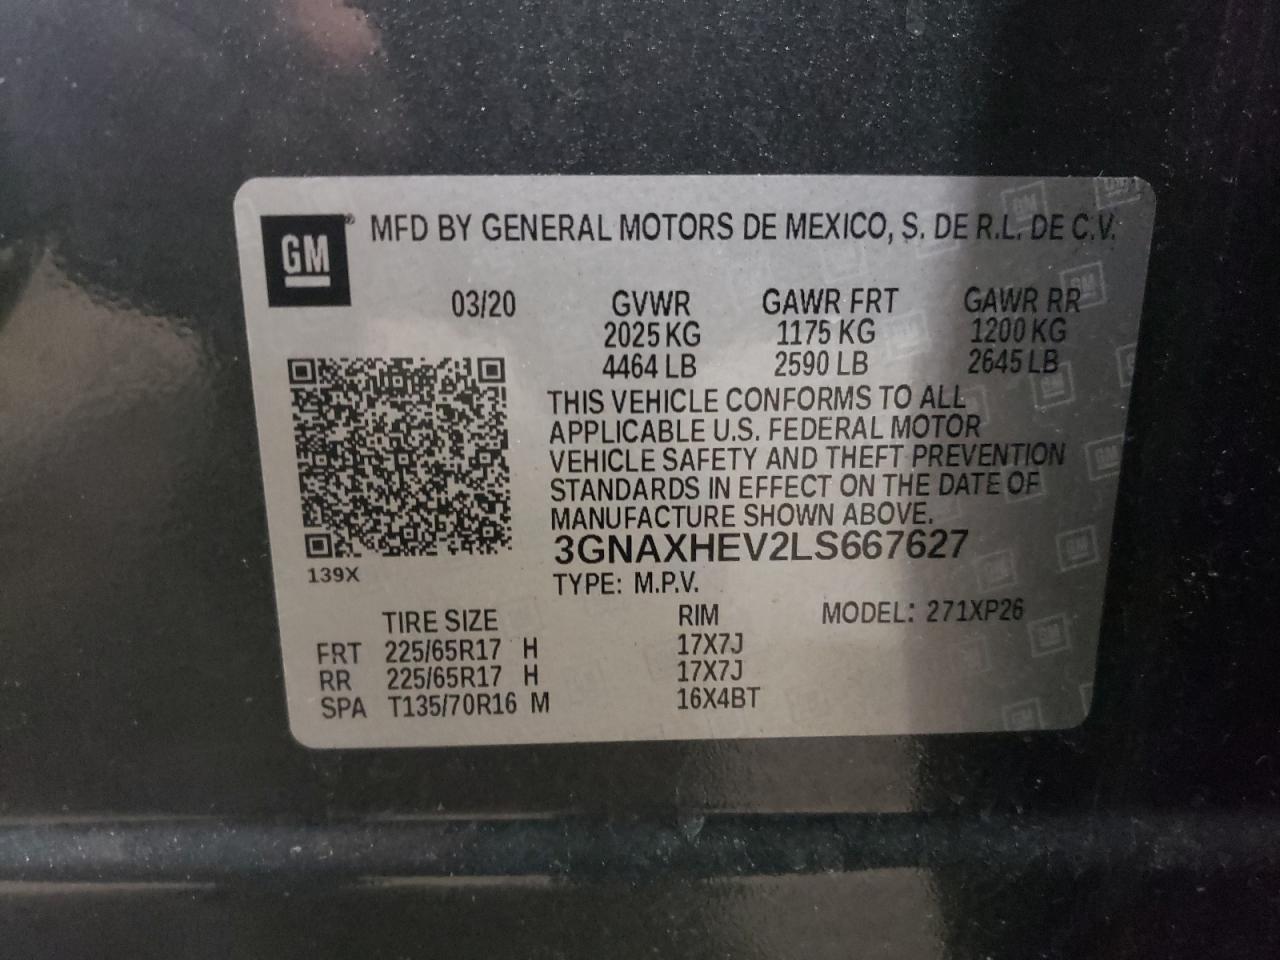 GM® MFD BY GENERAL MOTORS DE MEXICO, S. DE R.L. DE C.V.
03/20 GVWR GAWR FRT GAWR RR
2025 KG 1175 KG 1200 KG
4464 LB 2590 LB 2645 LB
THIS VEHICLE CONFORMS TO ALL
APPLICABLE U.S. FEDERAL MOTOR
VEHICLE SAFETY AND THEFT PREVENTION
STANDARDS IN EFFECT ON THE DATE OF
MANUFACTURE SHOWN ABOVE.
3GNAXHEV2LS667627
139X
TYPE: M.P.V.
TIRE SIZE RIM MODEL: 271XP26
FRT 225/65R17 H 17X7J
RR 225/65R17 H 17X7J
SPA T135/70R16 M 16X4BT